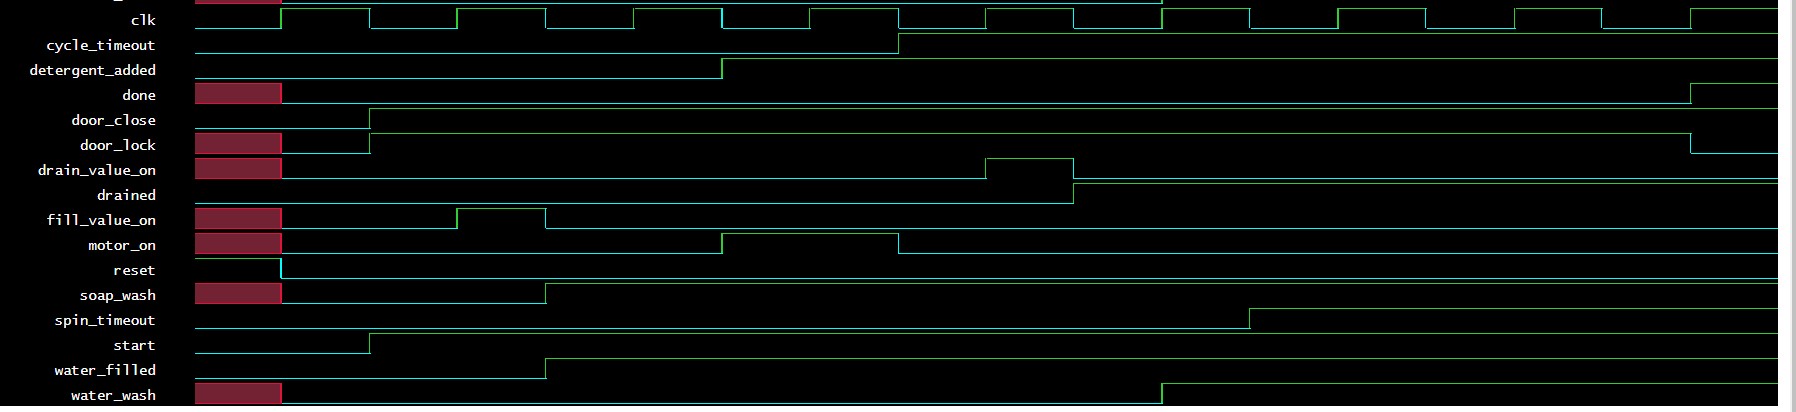 clk
cycle_timeout
detergent_added
done
door_close
door_lock
drain_value_on
drained
fill_value_on
motor_on
reset
soap_wash
spin_timeout
start
water_filled
water_wash